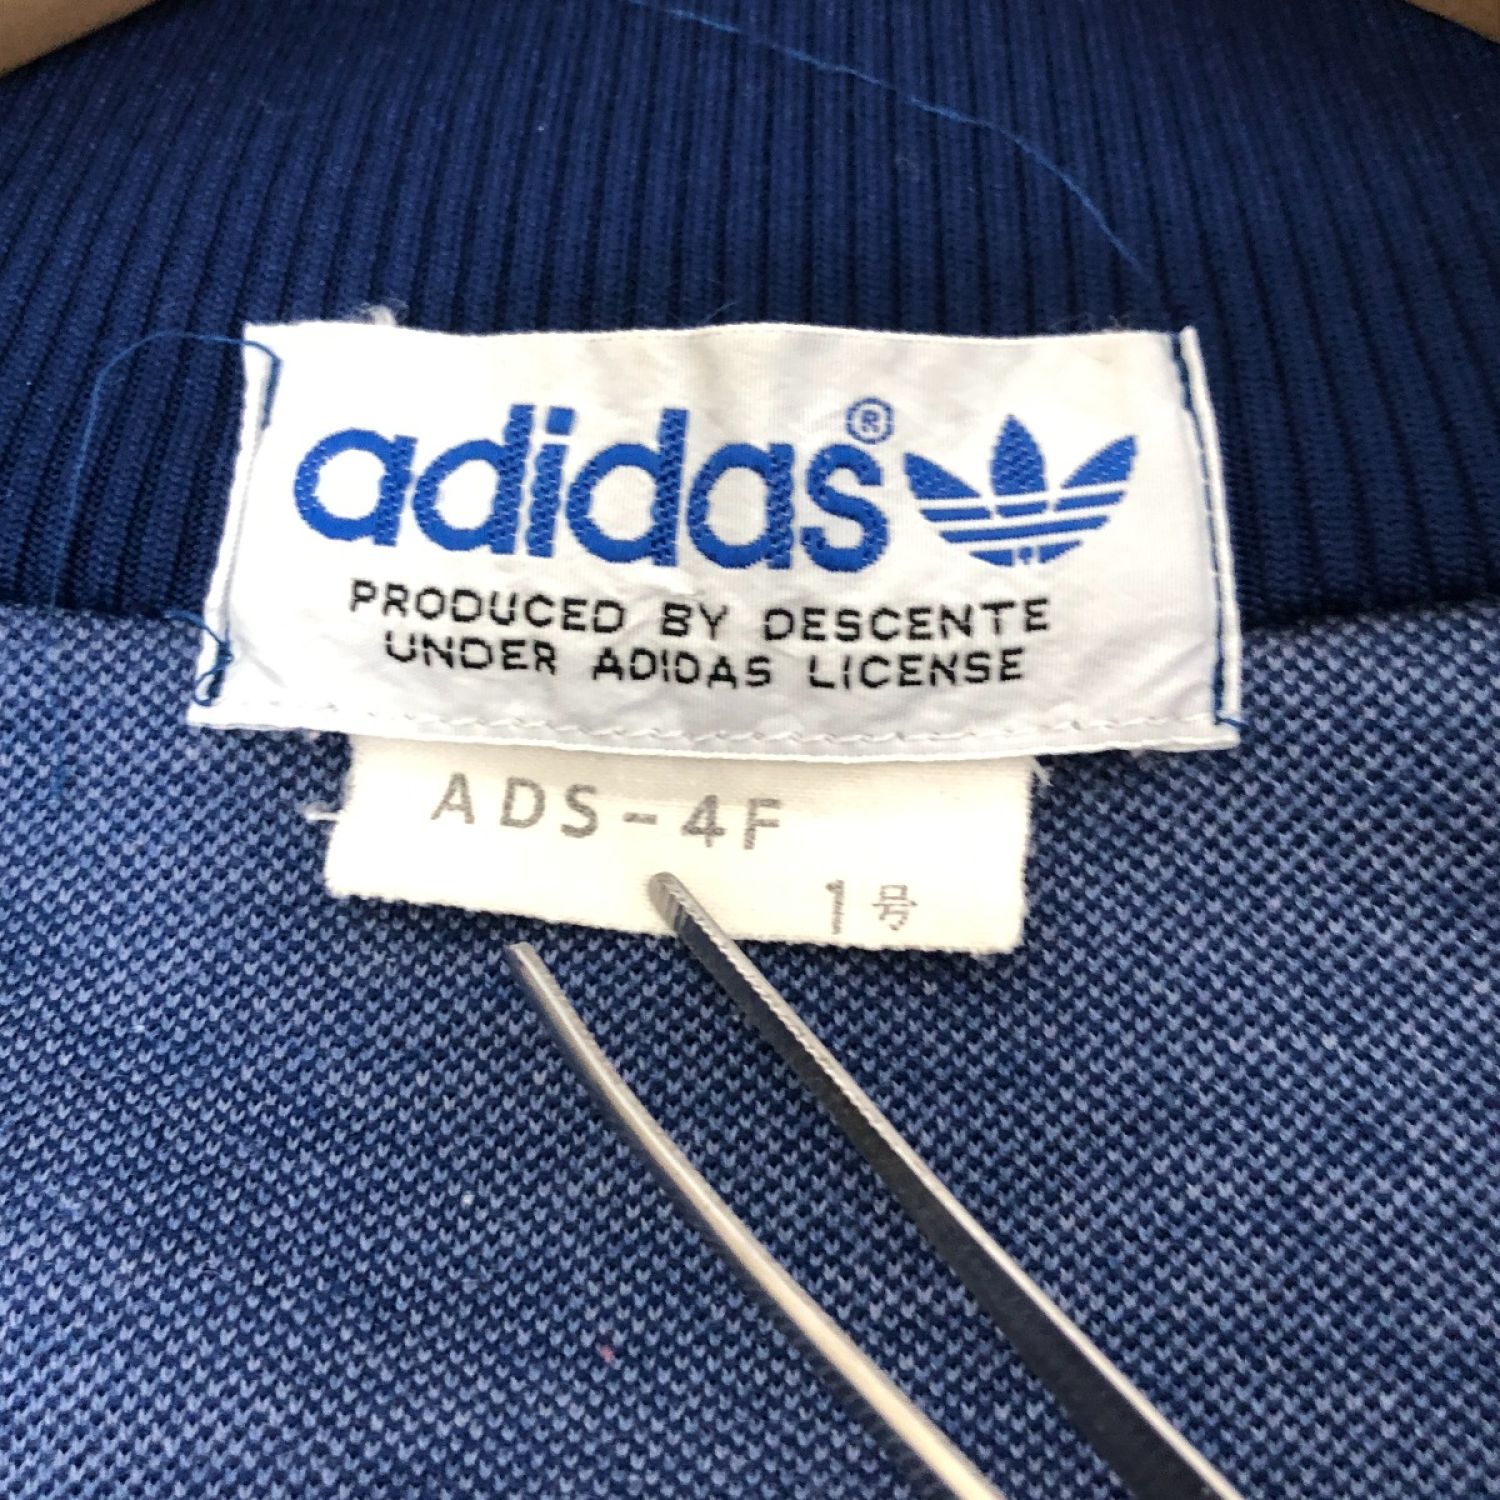 adidas®
PRODUCED BY DESCENTE
UNDER ADIDAS LICENSE
ADS-4F
1号